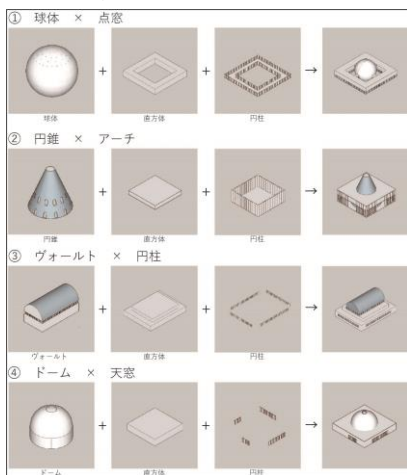 ① 球体 × 点窓
+ + →
球体 直方体 円柱
② 円錐 × アーチ
+ + →
円錐 直方体 円柱
③ ヴォールト × 円柱
+ + →
ヴォールト 直方体 円柱
④ ドーム × 天窓
+ + →
ドーム 直方体 円柱